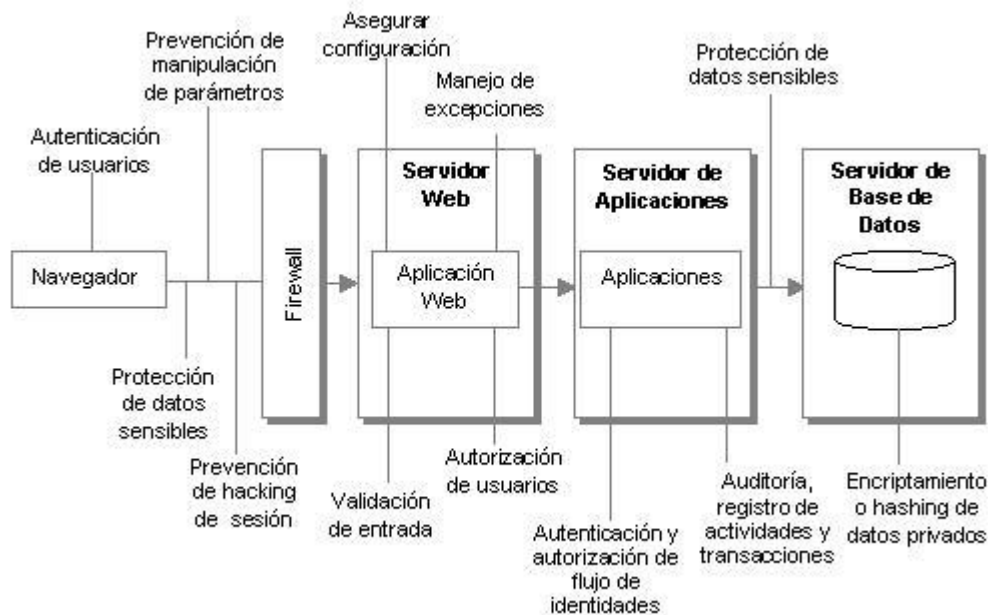 Asegurar
configuración
Prevención de
manipulación
de parámetros
Protección de
datos sensibles
Manejo de
excepciones
Autenticación
de usuarios
Servidor
Web
Servidor de
Aplicaciones
Servidor de
Base de
Datos
Navegador
Firewall
Aplicación
Web
Aplicaciones
Protección
de datos
sensibles
Prevención
de hacking
de sesión
Validación
de entrada
Autorización
de usuarios
Autenticación y
autorización de
flujo de
identidades
Auditoría,
registro de
actividades y
transacciones
Encriptamiento
o hashing de
datos privados